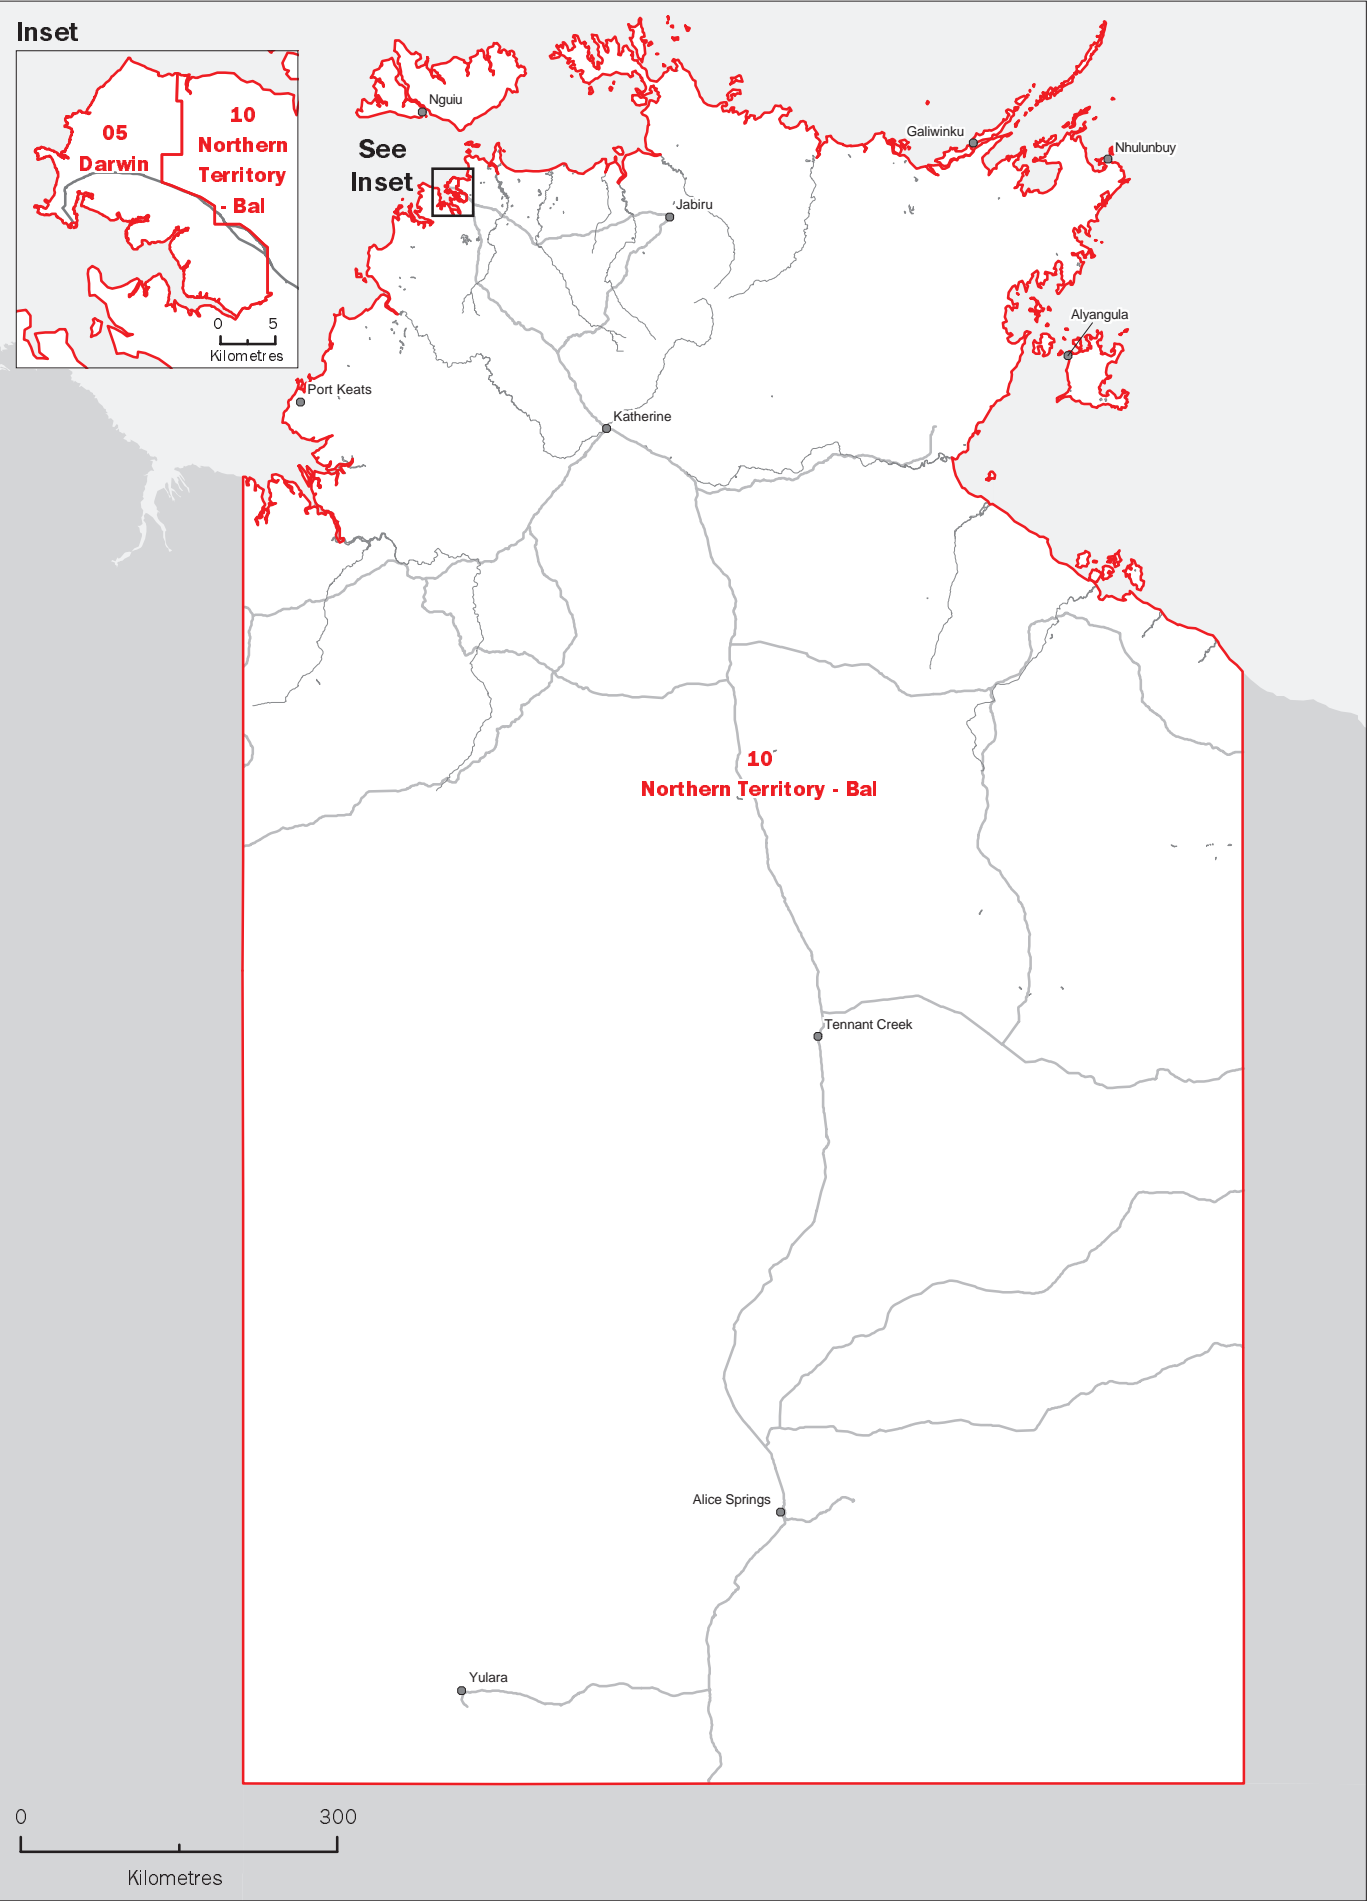 Inset
05
Darwin
10
Northern
Territory
- Bal
0 5
Kilometres
See
Inset
Nguiu
Galiwinku
Nhulunbuy
Jabiru
Alyangula
Port Keats
Katherine
10
Northern Territory - Bal
Tennant Creek
Alice Springs
Yulara
0 300
Kilometres